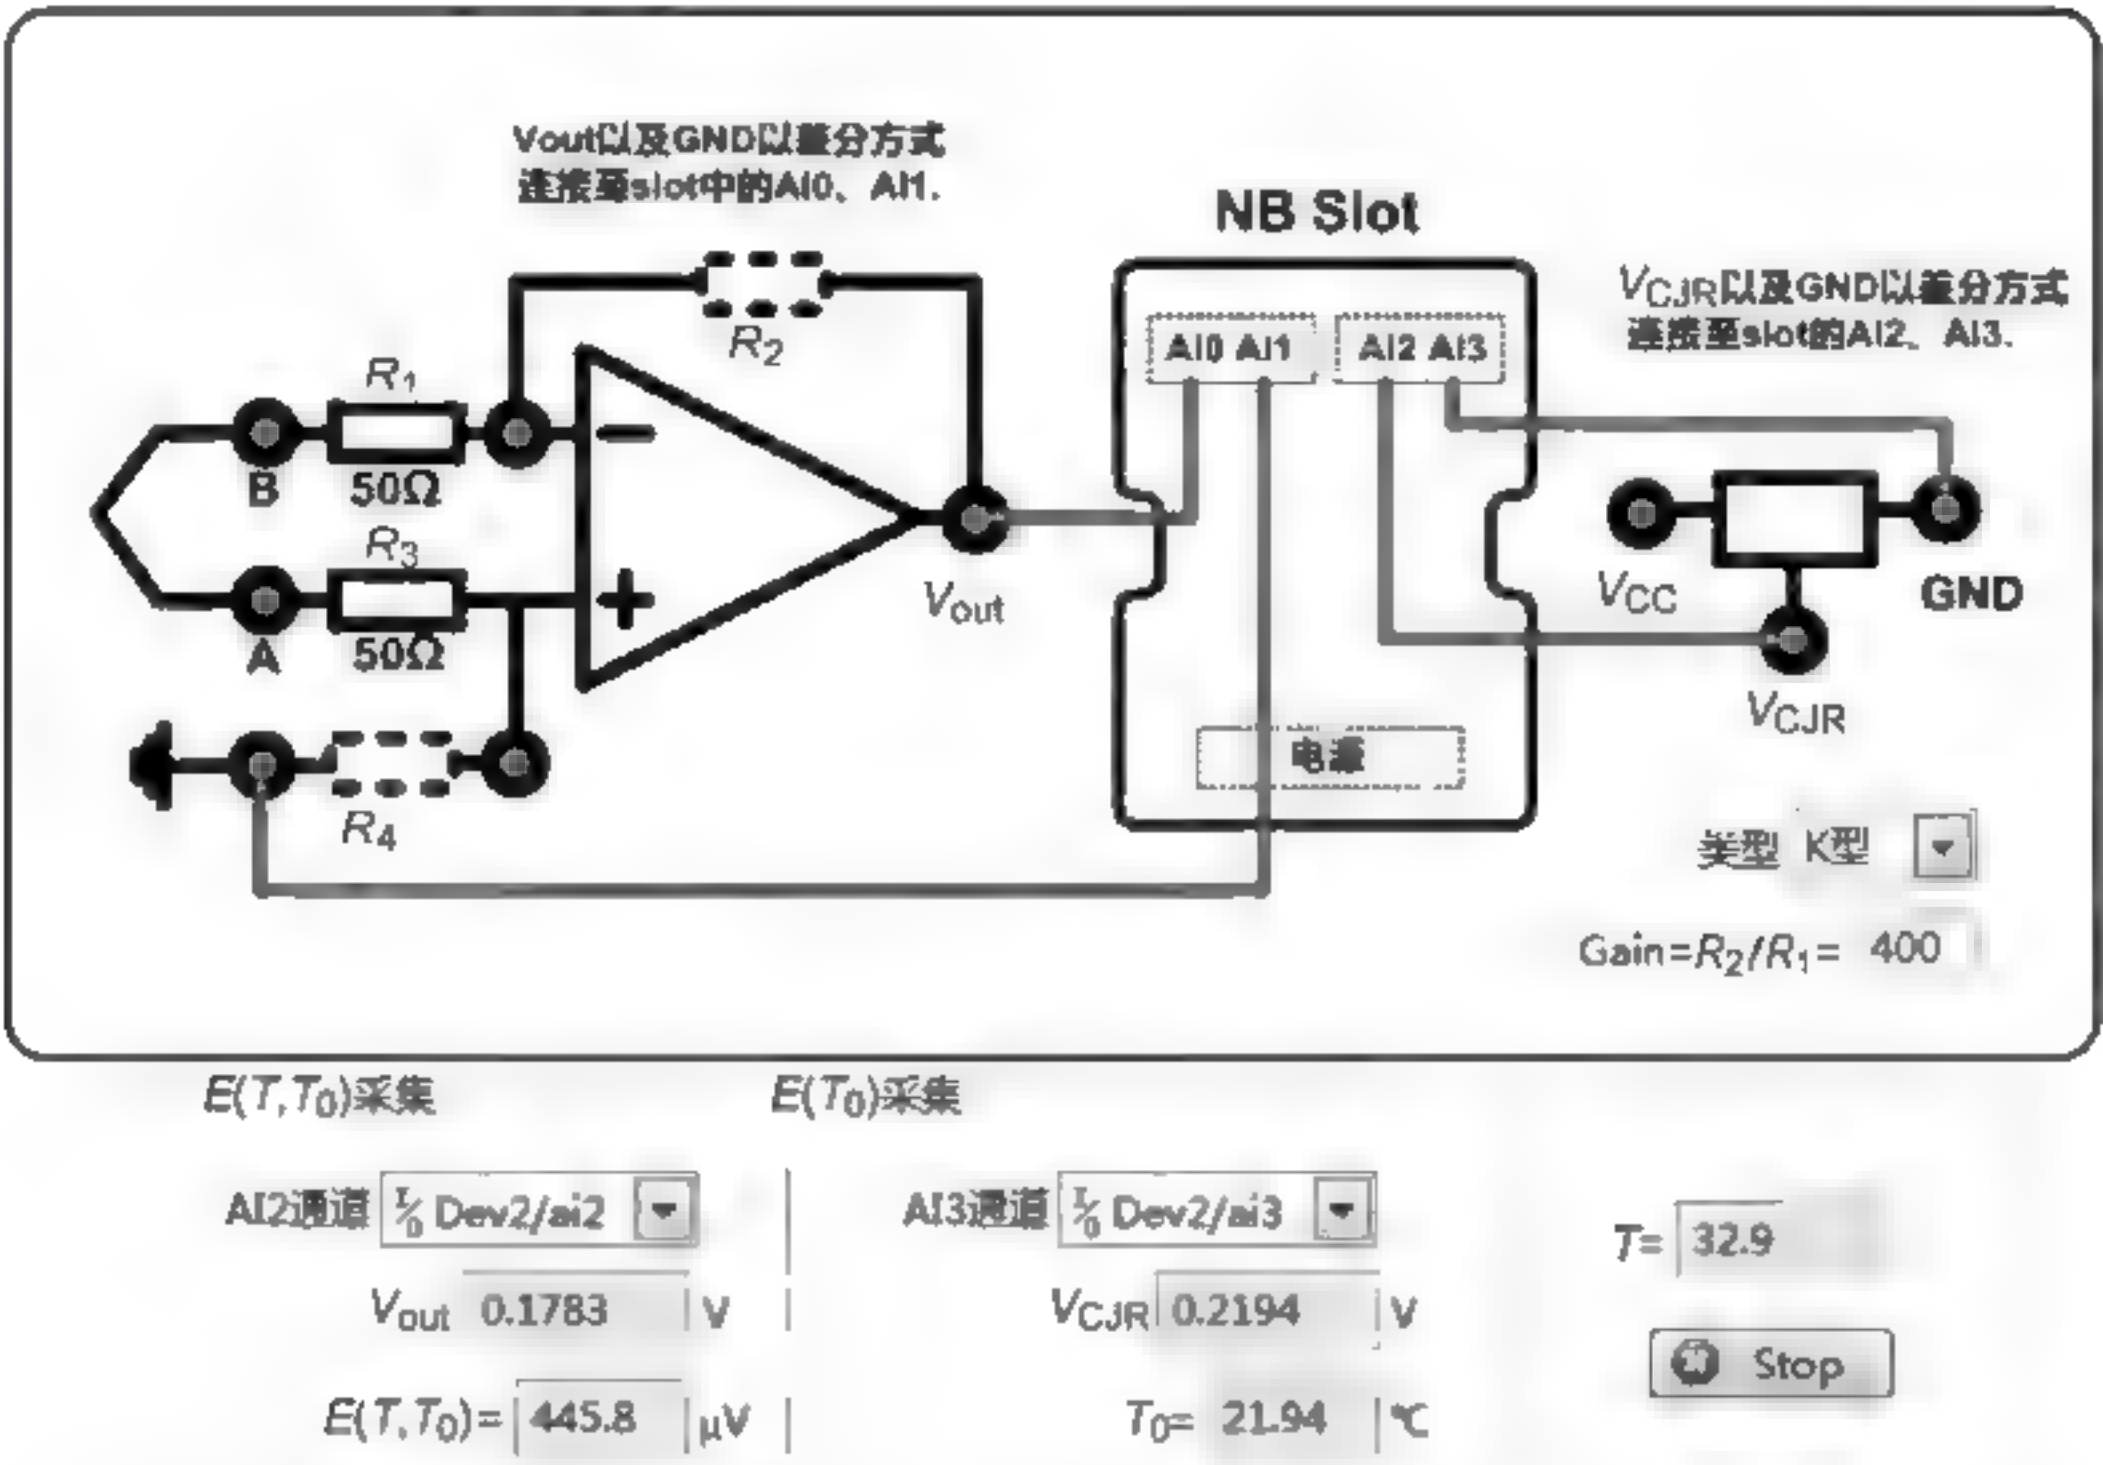 Vout以及GND以差分方式
连接至slot中的AI0、AI1.
NB Slot
VCJR以及GND以差分方式
连接至slot的AI2、AI3.
R2
AI0 AI1
AI2 AI3
R1
B
50Ω
R3
A
50Ω
Vout
VCC
GND
VCJR
电源
R4
类型 K型
Gain=R2/R1= 400
E(T,T0)采集
E(T0)采集
AI2通道 I/0 Dev2/ai2
AI3通道 I/0 Dev2/ai3
T= 32.9
Vout 0.1783 V
VCJR 0.2194 V
Stop
E(T,T0)= 445.8 μV
T0= 21.94 ℃